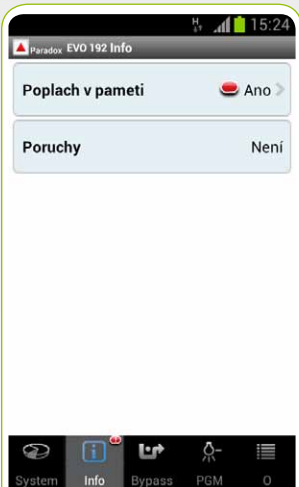 H 15:24
Paradox EVO 192 Info
Poplach v pameti Ano
Poruchy Není
System Info Bypass PGM O